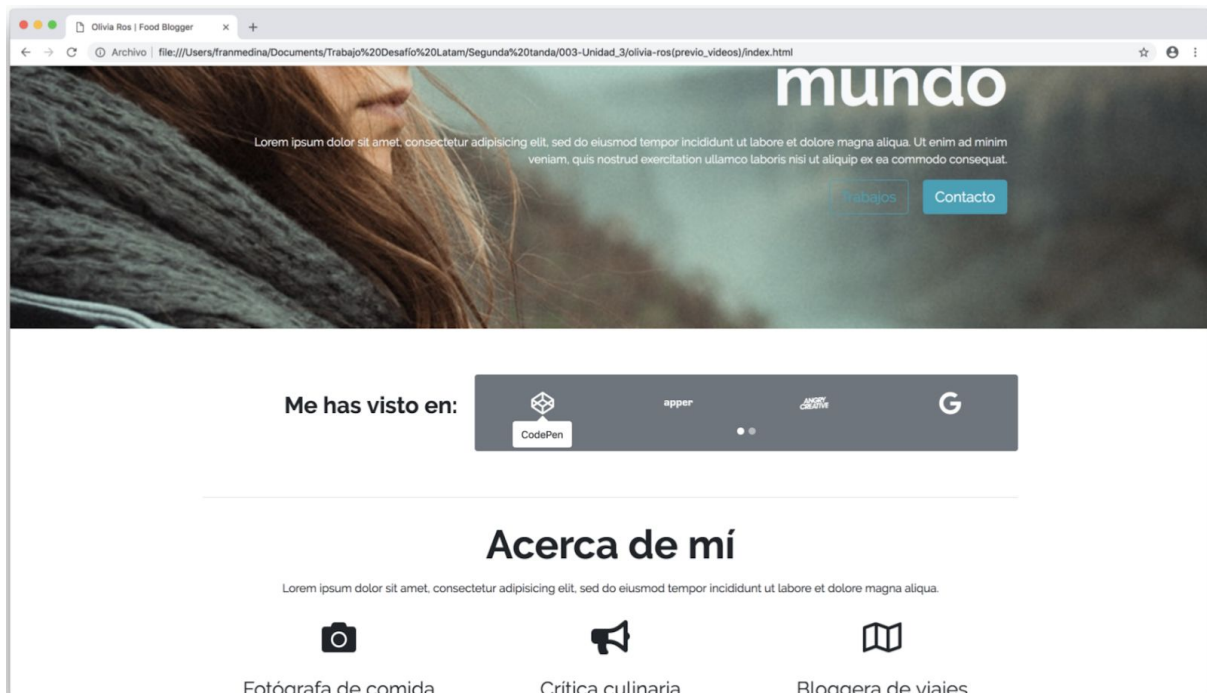 Olivia Ros | Food Blogger
Archivo | file:///Users/franmedina/Documents/Trabajo%20Desafío%20Latam/Segunda%20tanda/003-Unidad_3/olivia-ros(previo_videos)/index.html
mundo
Lorem ipsum dolor sit amet, consectetur adipisicing elit, sed do eiusmod tempor incididunt ut labore et dolore magna aliqua. Ut enim ad minim
veniam, quis nostrud exercitation ullamco laboris nisi ut aliquip ex ea commodo consequat.
Trabajos Contacto
Me has visto en: apper ANGRY CREATIVE G
CodePen
Acerca de mí
Lorem ipsum dolor sit amet, consectetur adipisicing elit, sed do eiusmod tempor incididunt ut labore et dolore magna aliqua.
Fotógrafa de comida Crítica culinaria Bloggera de viajes